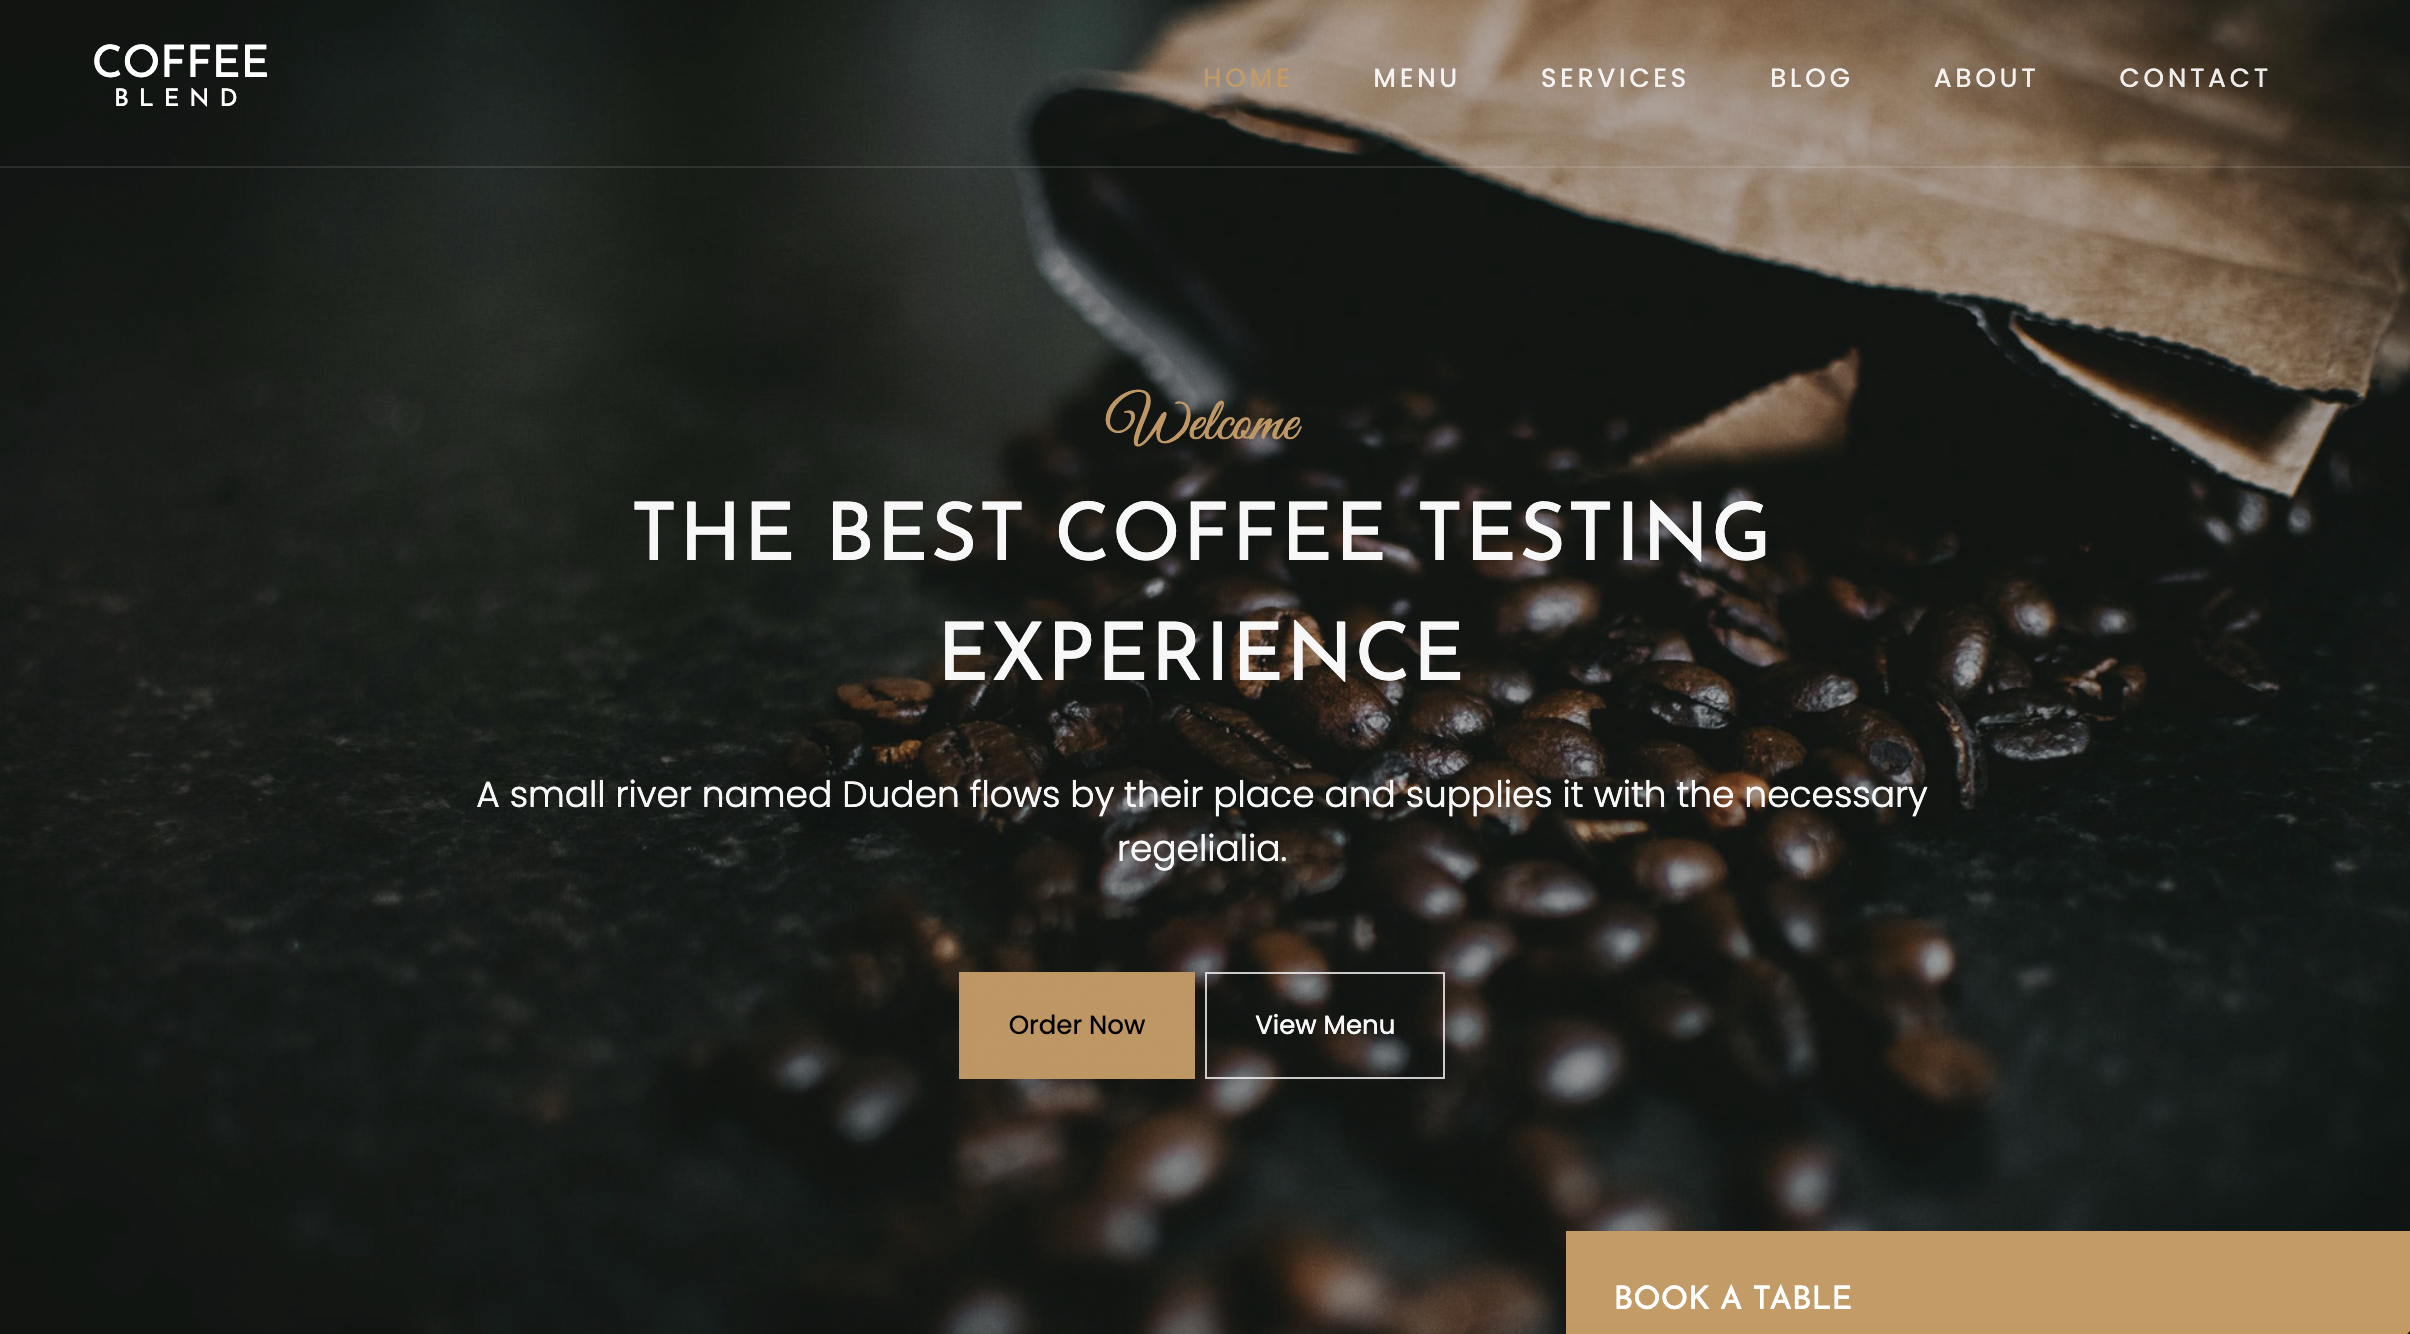 COFFEE
BLEND
HOME MENU SERVICES BLOG ABOUT CONTACT
Welcome
THE BEST COFFEE TESTING
EXPERIENCE
A small river named Duden flows by their place and supplies it with the necessary
regelialia.
Order Now View Menu
BOOK A TABLE